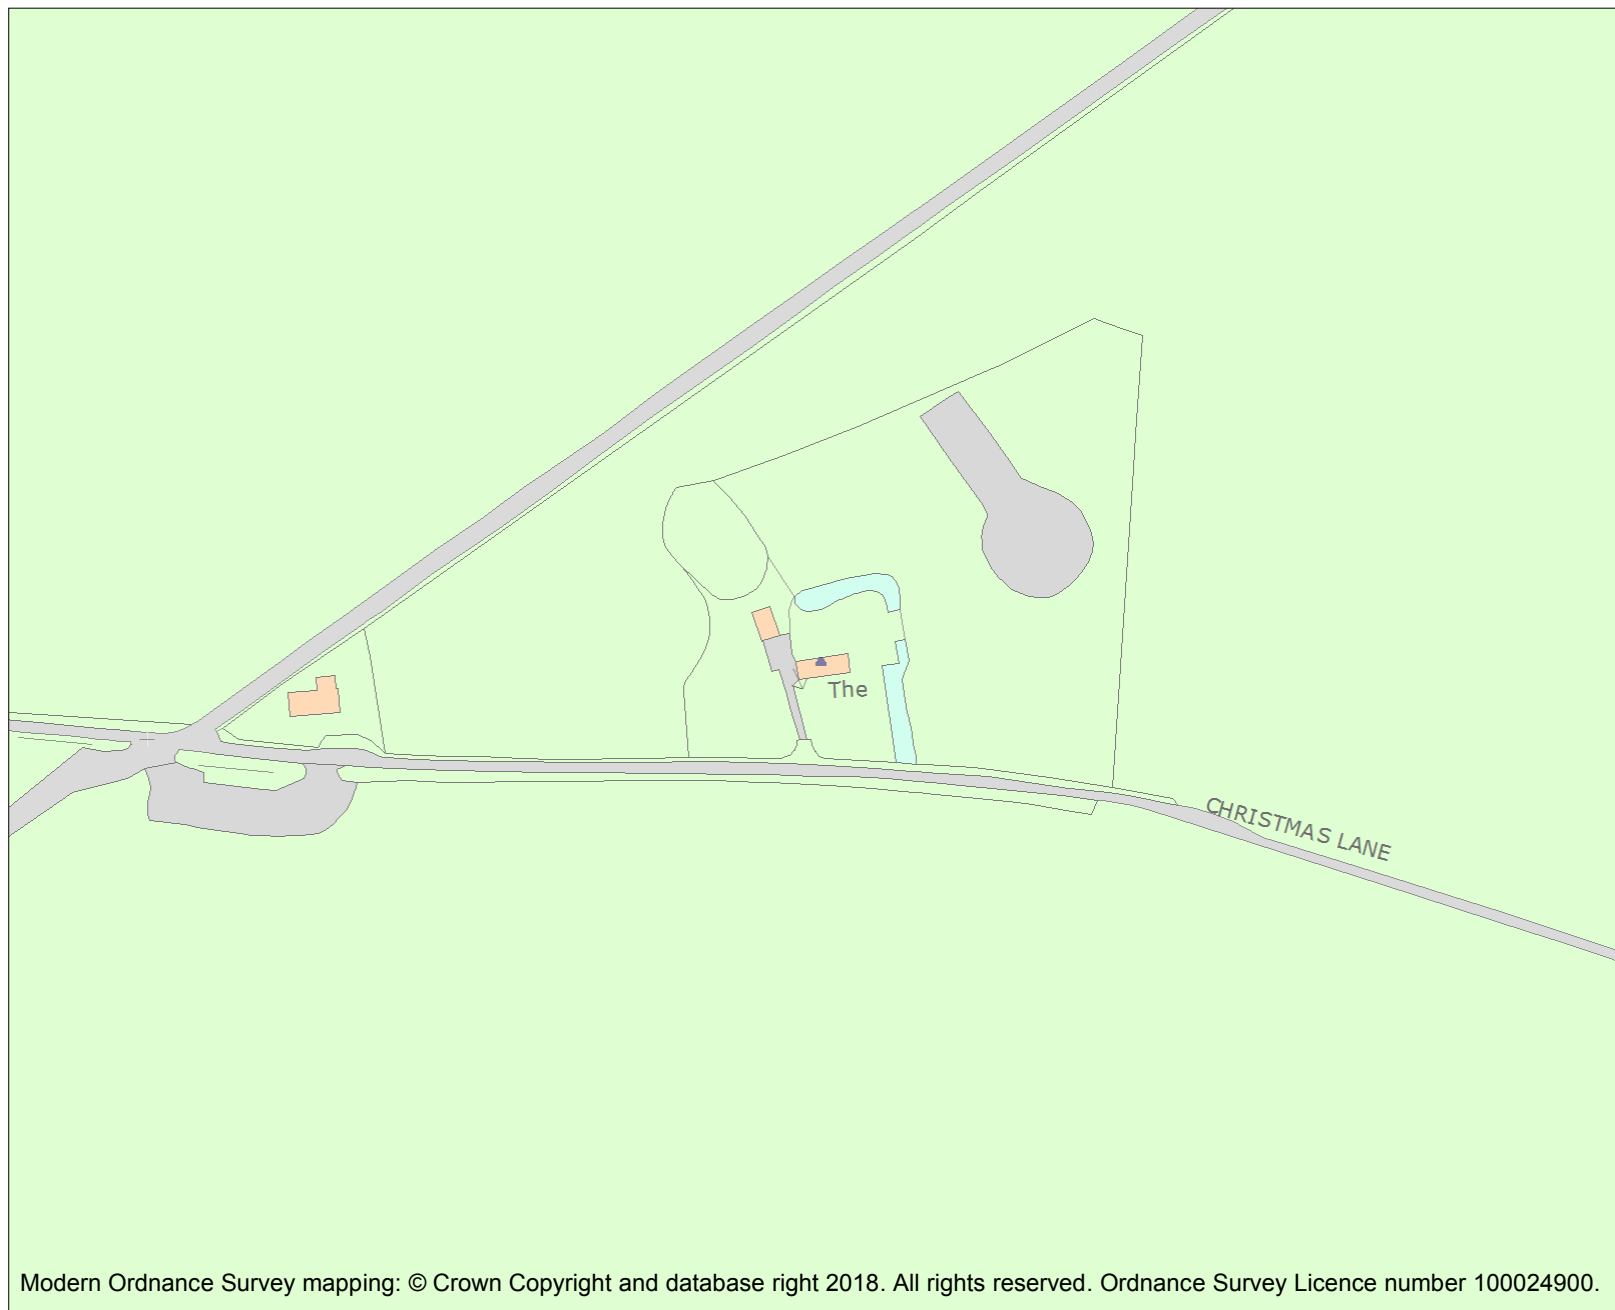 The
CHRISTMAS LANE
Modern Ordnance Survey mapping: © Crown Copyright and database right 2018. All rights reserved. Ordnance Survey Licence number 100024900.